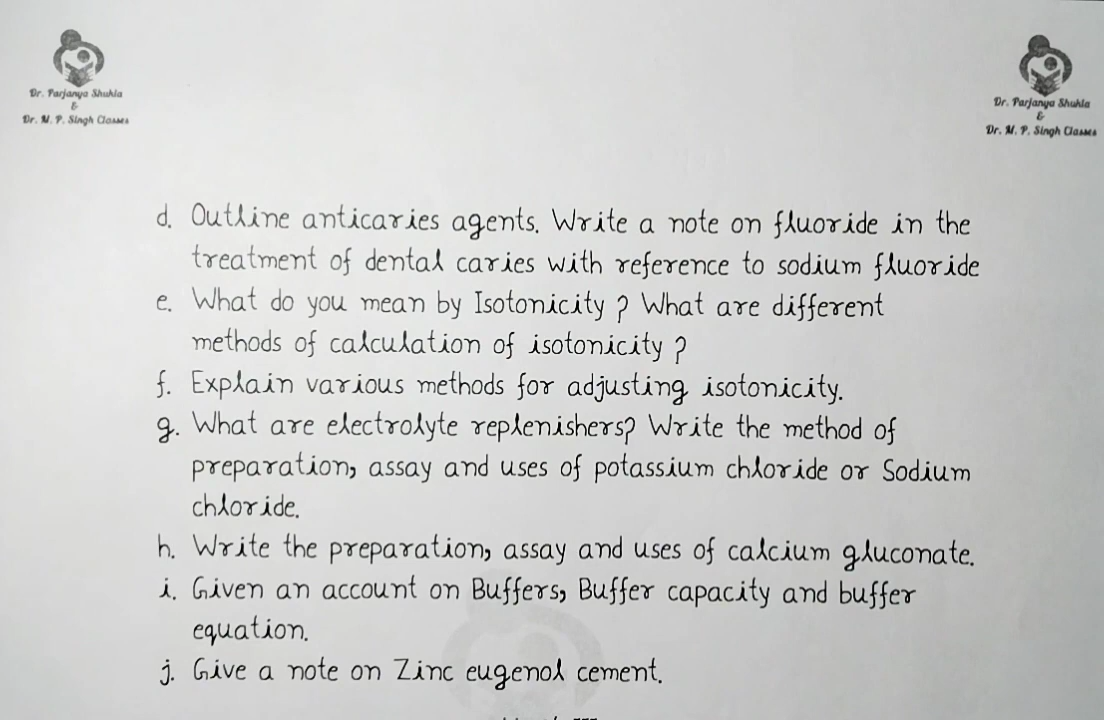 Dr. Parjanya Shukla
&
Dr. M. P. Singh Classes
Dr. Parjanya Shukla
&
Dr. M. P. Singh Classes
d. Outline anticaries agents. Write a note on fluoride in the
treatment of dental caries with reference to sodium fluoride
e. What do you mean by Isotonicity ? What are different
methods of calculation of isotonicity ?
f. Explain various methods for adjusting isotonicity.
g. What are electrolyte replenishers? Write the method of
preparation, assay and uses of potassium chloride or Sodium
chloride.
h. Write the preparation, assay and uses of calcium gluconate.
i. Given an account on Buffers, Buffer capacity and buffer
equation.
j. Give a note on Zinc eugenol cement.